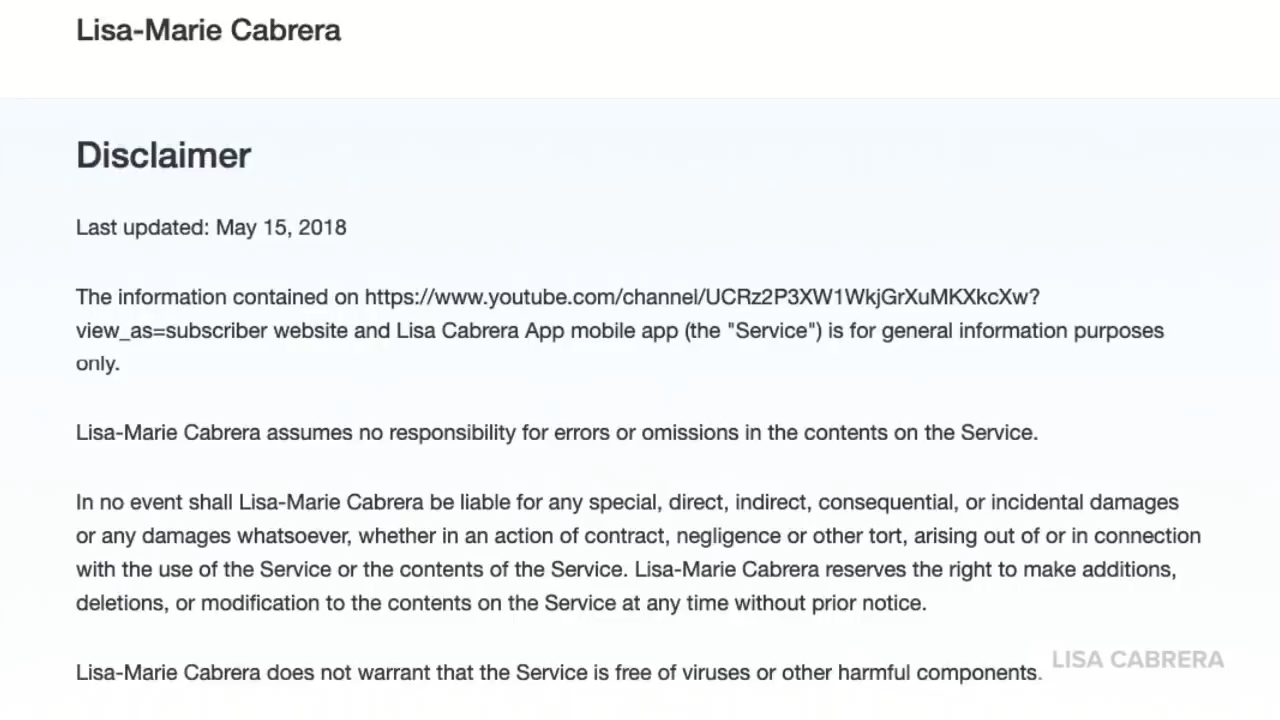 Lisa-Marie Cabrera
Disclaimer
Last updated: May 15, 2018
The information contained on https://www.youtube.com/channel/UCRz2P3XW1WkjGrXuMKXkcXw?
view_as=subscriber website and Lisa Cabrera App mobile app (the "Service") is for general information purposes
only.
Lisa-Marie Cabrera assumes no responsibility for errors or omissions in the contents on the Service.
In no event shall Lisa-Marie Cabrera be liable for any special, direct, indirect, consequential, or incidental damages
or any damages whatsoever, whether in an action of contract, negligence or other tort, arising out of or in connection
with the use of the Service or the contents of the Service. Lisa-Marie Cabrera reserves the right to make additions,
deletions, or modification to the contents on the Service at any time without prior notice.
Lisa-Marie Cabrera does not warrant that the Service is free of viruses or other harmful components.
LISA CABRERA